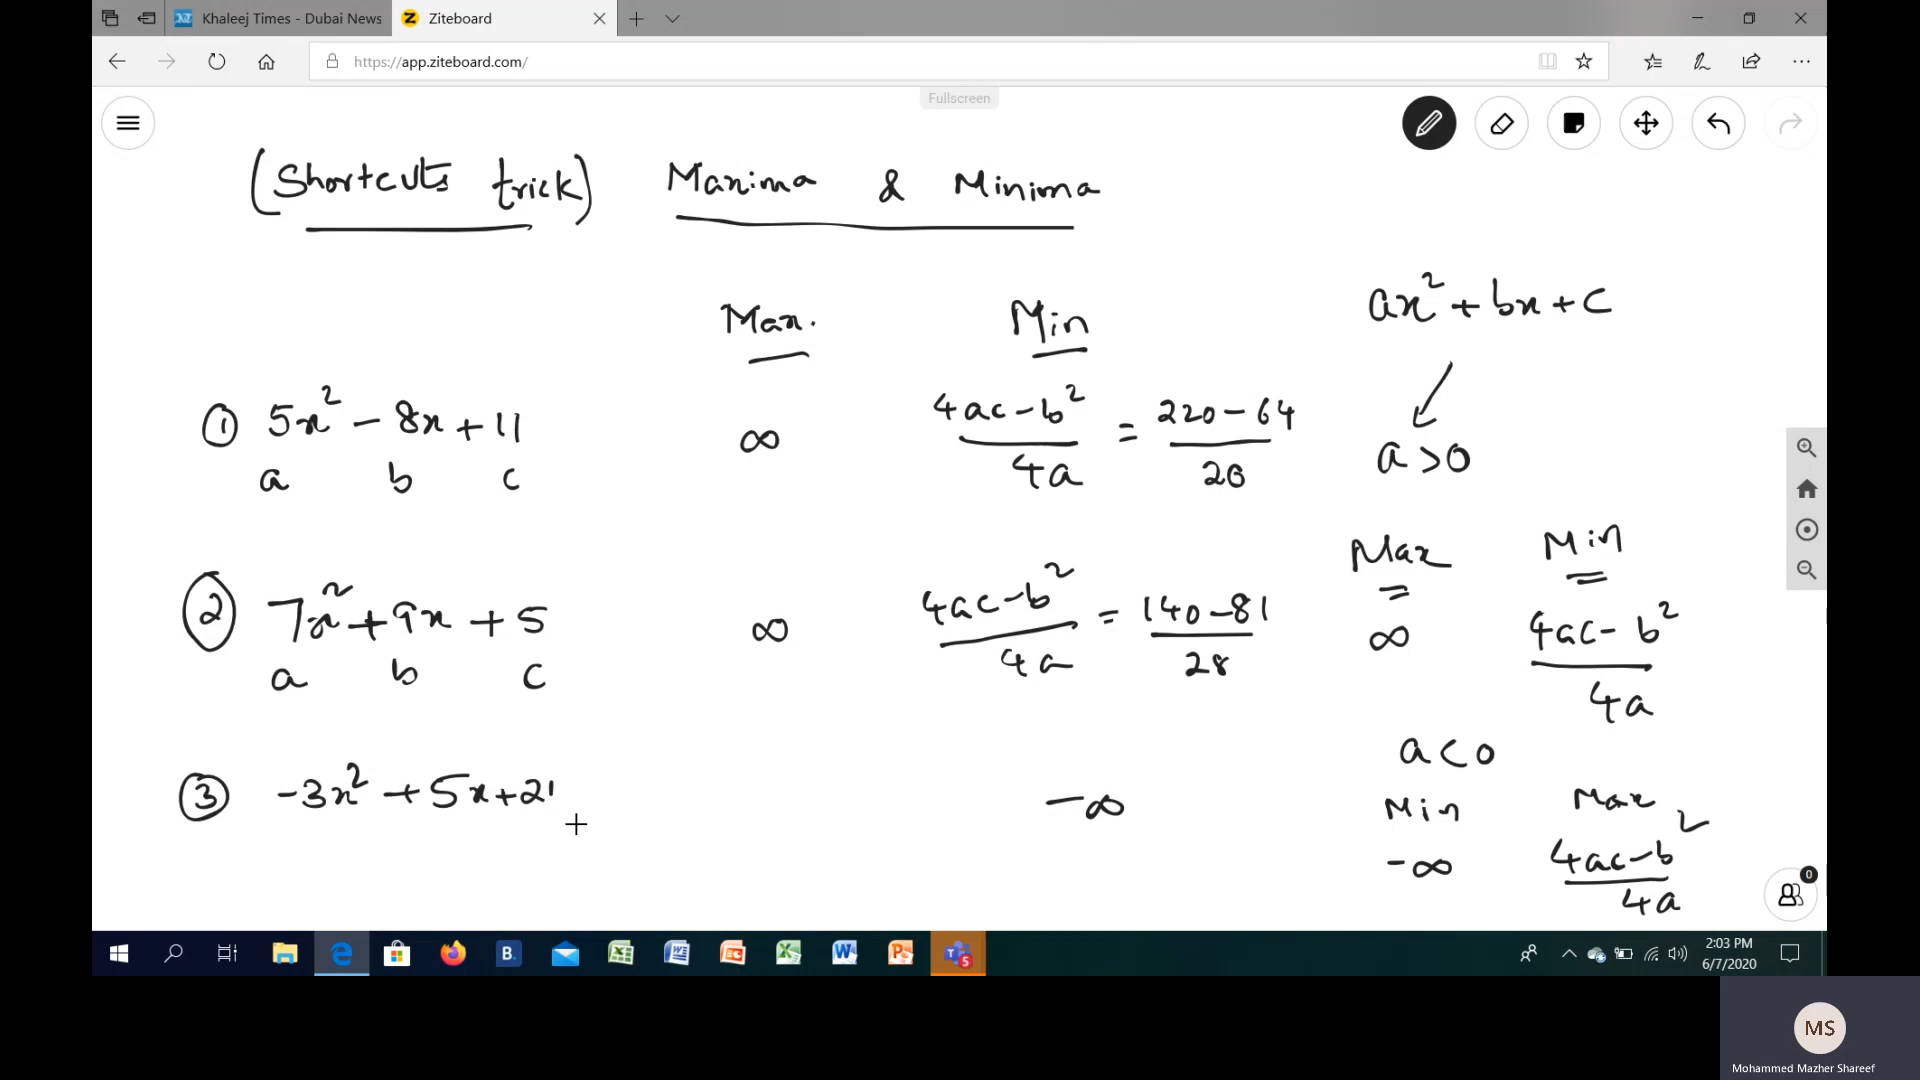 Khaleej Times - Dubai News
Ziteboard
https://app.ziteboard.com/
Fullscreen
(Shortcuts trick) Maxima & Minima
Max. Min
ax² + bx + c
① 5x² - 8x + 11 ∞ 4ac-b²/4a = 220-64/20
a b c
a > 0
② 7x² + 9x + 5 ∞ 4ac-b²/4a = 140-81/28
a b c
Max Min
∞ 4ac-b²/4a
③ -3x² + 5x + 21 -∞
a < 0
Min Max
-∞ 4ac-b²/4a
0
2:03 PM
6/7/2020
5
MS
Mohammed Mazher Shareef